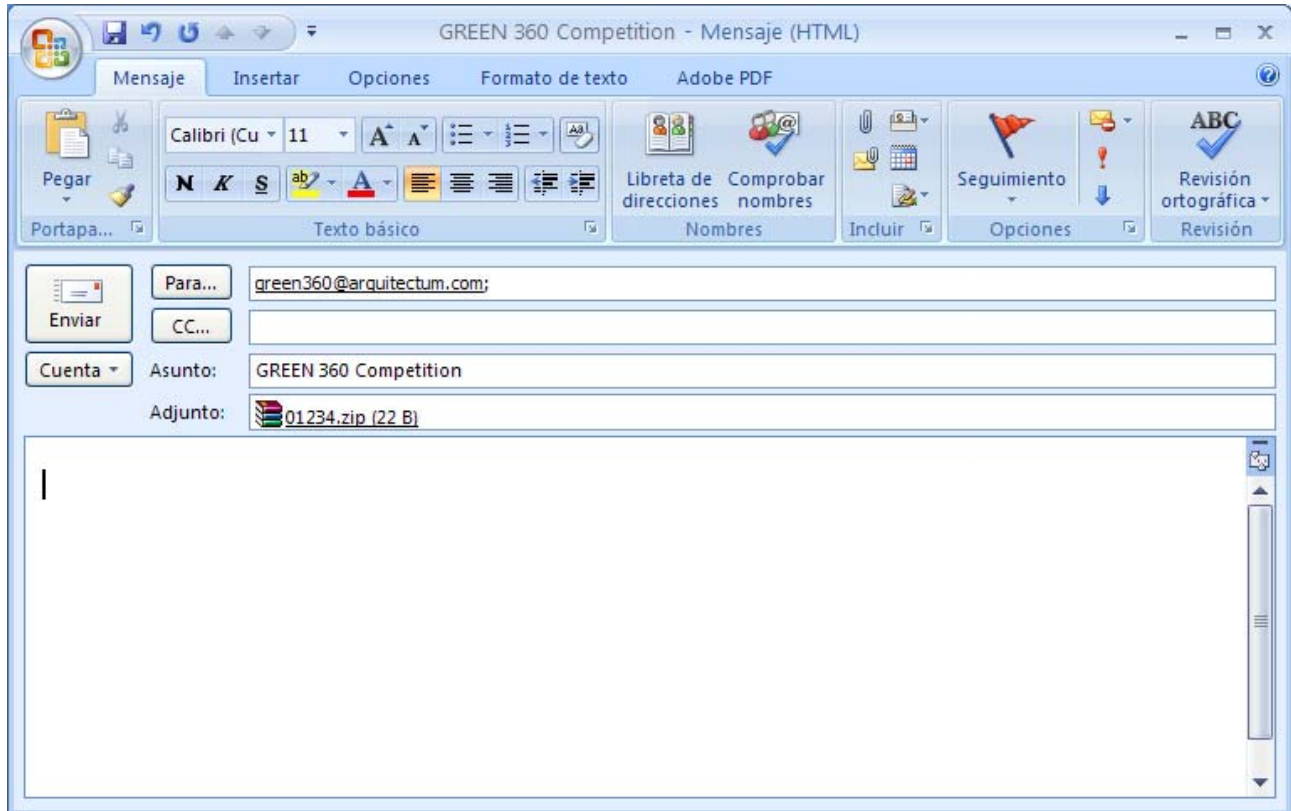 GREEN 360 Competition - Mensaje (HTML)
Mensaje Insertar Opciones Formato de texto Adobe PDF
Pegar
Portapa...
Calibri (Cu 11 A A Aa
N K S ab A
Texto básico
Libreta de direcciones
Comprobar nombres
Nombres
Incluir
Seguimiento
Opciones
ABC
Revisión ortográfica
Revisión
Enviar
Para... green360@arquitectum.com;
CC...
Cuenta Asunto: GREEN 360 Competition
Adjunto: 01234.zip (22 B)